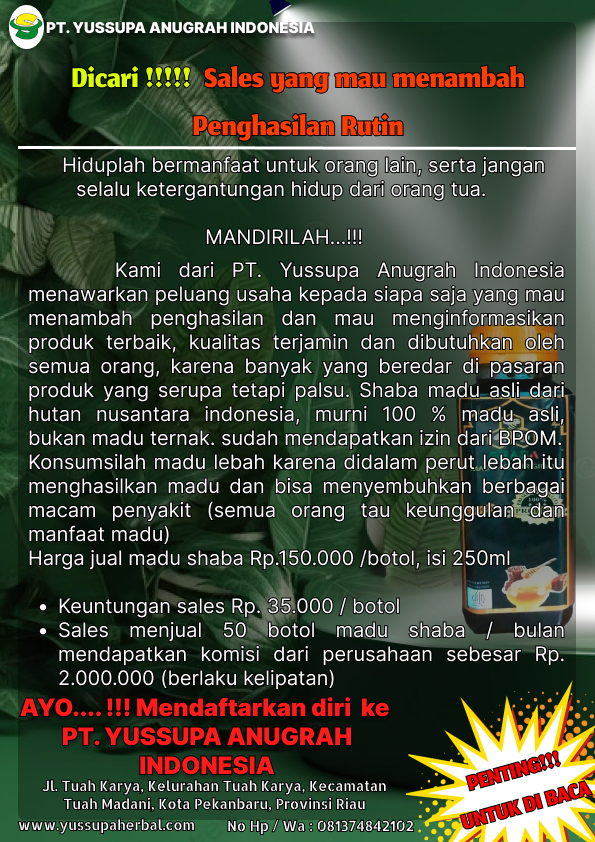 PT. YUSSUPA ANUGRAH INDONESIA
Dicari !!!!! Sales yang mau menambah
Penghasilan Rutin
Hiduplah bermanfaat untuk orang lain, serta jangan
selalu ketergantungan hidup dari orang tua.
MANDIRILAH...!!!
Kami dari PT. Yussupa Anugrah Indonesia
menawarkan peluang usaha kepada siapa saja yang mau
menambah penghasilan dan mau menginformasikan
produk terbaik, kualitas terjamin dan dibutuhkan oleh
semua orang, karena banyak yang beredar di pasaran
produk yang serupa tetapi palsu. Shaba madu asli dari
hutan nusantara indonesia, murni 100 % madu asli,
bukan madu ternak. sudah mendapatkan izin dari BPOM.
Konsumsilah madu lebah karena didalam perut lebah itu
menghasilkan madu dan bisa menyembuhkan berbagai
macam penyakit (semua orang tau keunggulan dan
manfaat madu)
Harga jual madu shaba Rp.150.000 /botol, isi 250ml
• Keuntungan sales Rp. 35.000 / botol
• Sales menjual 50 botol madu shaba / bulan
mendapatkan komisi dari perusahaan sebesar Rp.
2.000.000 (berlaku kelipatan)
AYO.... !!! Mendaftarkan diri ke
PT. YUSSUPA ANUGRAH
INDONESIA
JL. Tuah Karya, Kelurahan Tuah Karya, Kecamatan
Tuah Madani, Kota Pekanbaru, Provinsi Riau
www.yussupaherbal.com No Hp / Wa : 081374842102
PENTING!!!
UNTUK DI BACA